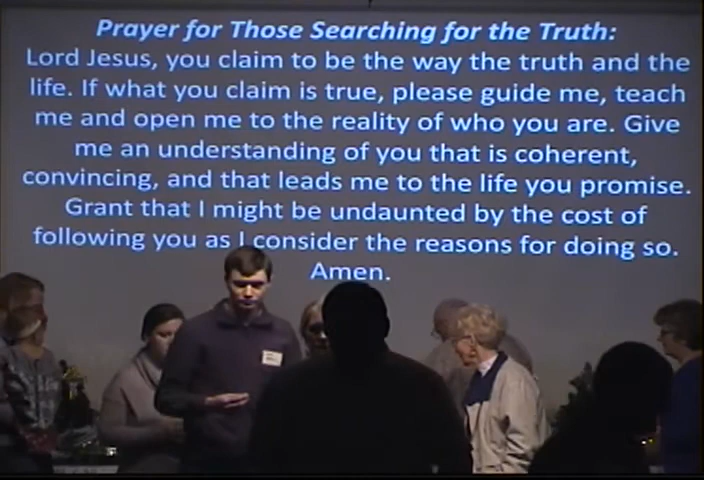 Prayer for Those Searching for the Truth:
Lord Jesus, you claim to be the way the truth and the
life. If what you claim is true, please guide me, teach
me and open me to the reality of who you are. Give
me an understanding of you that is coherent,
convincing, and that leads me to the life you promise.
Grant that I might be undaunted by the cost of
following you as I consider the reasons for doing so.
Amen.